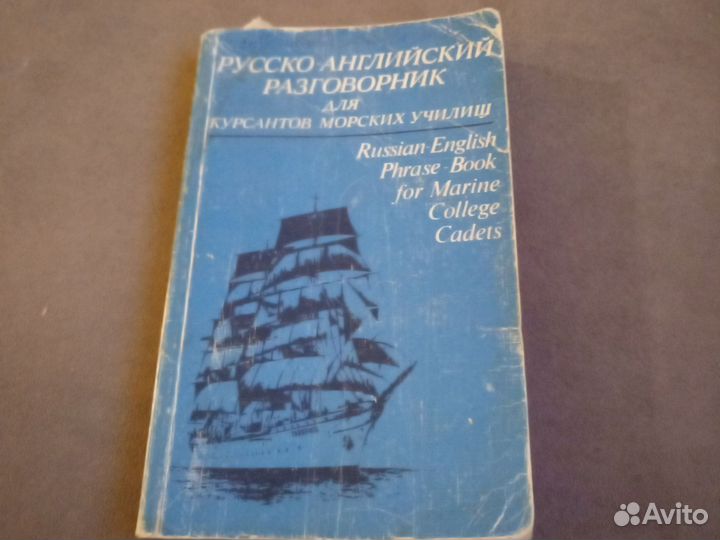 РУССКО-АНГЛИЙСКИЙ
РАЗГОВОРНИК
ДЛЯ
КУРСАНТОВ МОРСКИХ УЧИЛИЩ
Russian-English
Phrase-Book
for Marine
College
Cadets
Avito